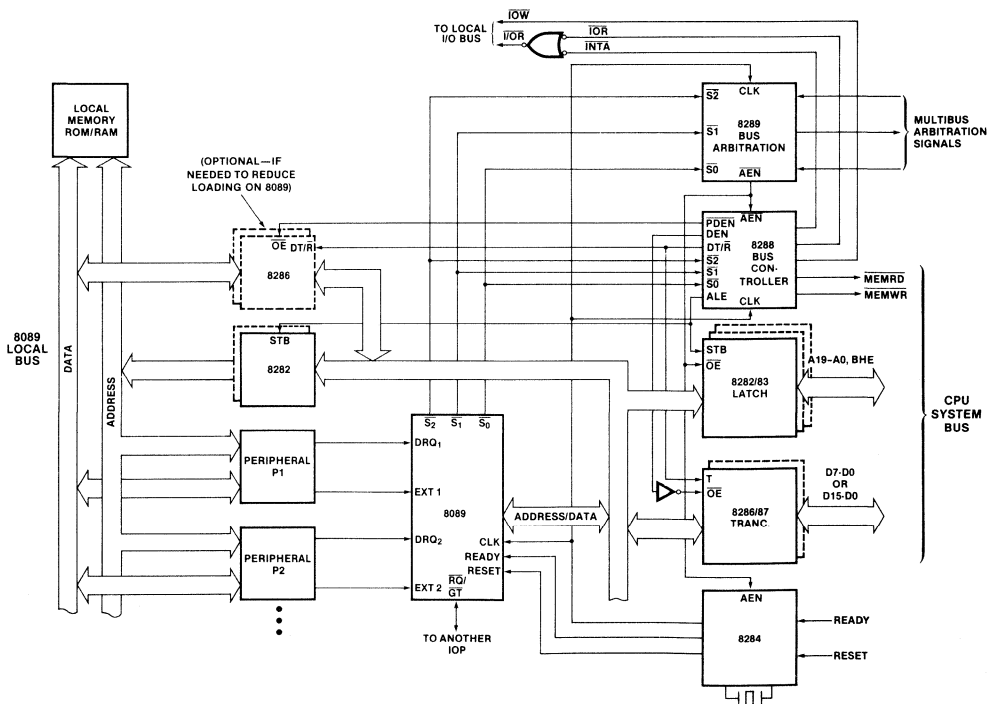 IOW
TO LOCAL
I/O BUS
I/OR
IOR
INTA
LOCAL
MEMORY
ROM/RAM
(OPTIONAL—IF
NEEDED TO REDUCE
LOADING ON 8089)
S2 CLK
8289
BUS
ARBITRATION
S1
S0
AEN
MULTIBUS
ARBITRATION
SIGNALS
OE DT/R
8286
PDEN AEN
DEN
DT/R
S2
S1
S0
ALE
8288
BUS
CON-
TROLLER
CLK
MEMRD
MEMWR
8089
LOCAL
BUS
DATA
ADDRESS
STB
8282
STB
OE
8282/83
LATCH
A19–A0, BHE
CPU
SYSTEM
BUS
S2 S1 S0
DRQ1
EXT 1
8089
DRQ2
EXT 2
CLK
READY
RESET
RQ/
GT
PERIPHERAL
P1
PERIPHERAL
P2
ADDRESS/DATA
T
OE
8286/87
TRANC.
D7-D0
OR
D15-D0
TO ANOTHER
IOP
AEN
8284
READY
RESET